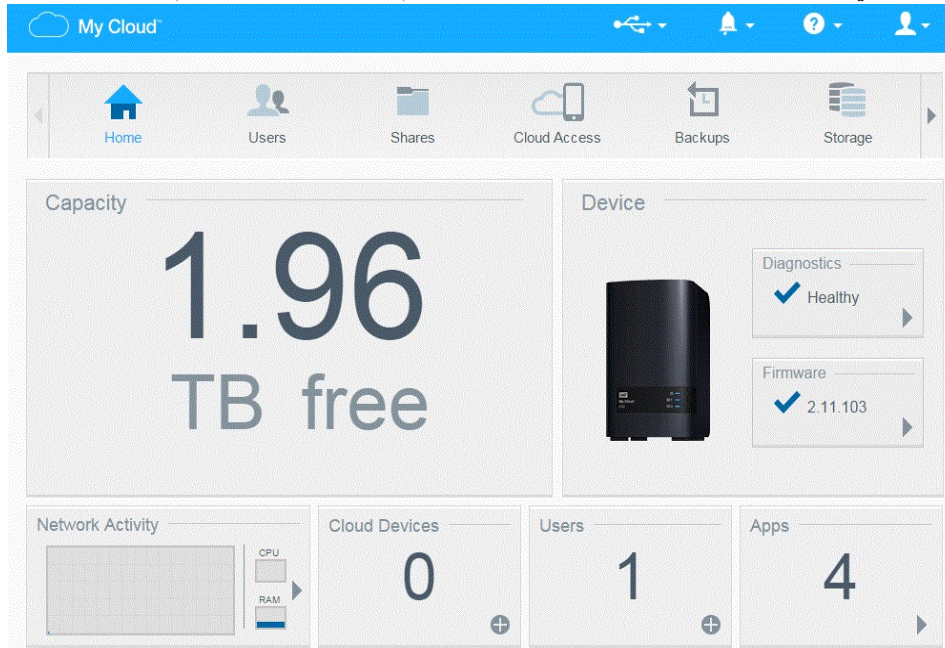 My Cloud™
Home
Users
Shares
Cloud Access
Backups
Storage
Capacity
1.96
TB free
Device
Diagnostics
Healthy
Firmware
2.11.103
Network Activity
CPU
RAM
Cloud Devices
0
Users
1
Apps
4